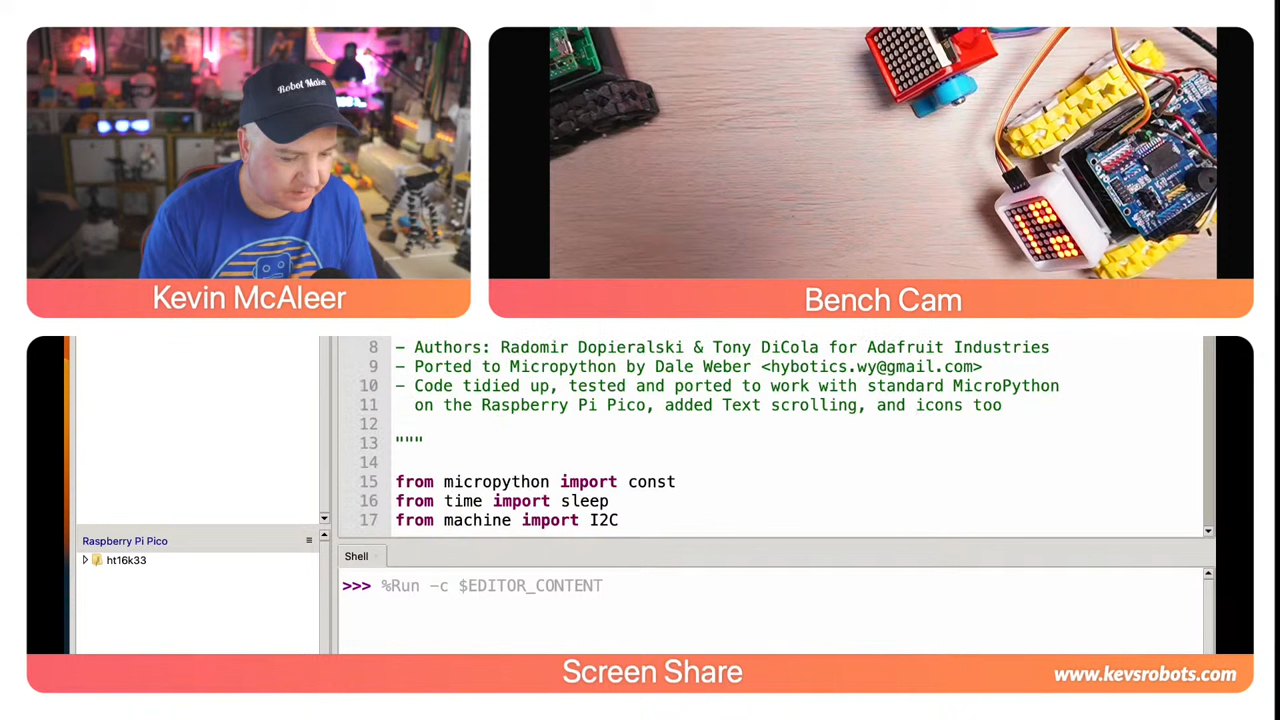 Robot Maker
Kevin McAleer
Bench Cam
8 - Authors: Radomir Dopieralski & Tony DiCola for Adafruit Industries
9 - Ported to Micropython by Dale Weber <hybotics.wy@gmail.com>
10 - Code tidied up, tested and ported to work with standard MicroPython
11 on the Raspberry Pi Pico, added Text scrolling, and icons too
12
13 """
14
15 from micropython import const
16 from time import sleep
17 from machine import I2C
Raspberry Pi Pico
ht16k33
Shell
>>> %Run -c $EDITOR_CONTENT
Screen Share
www.kevsrobots.com